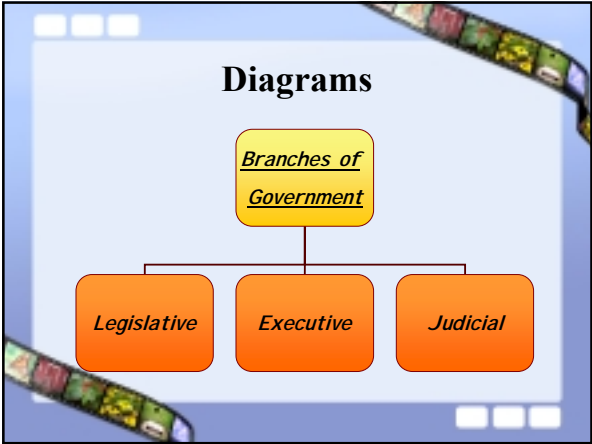 Diagrams
Branches of
Government
Legislative
Executive
Judicial